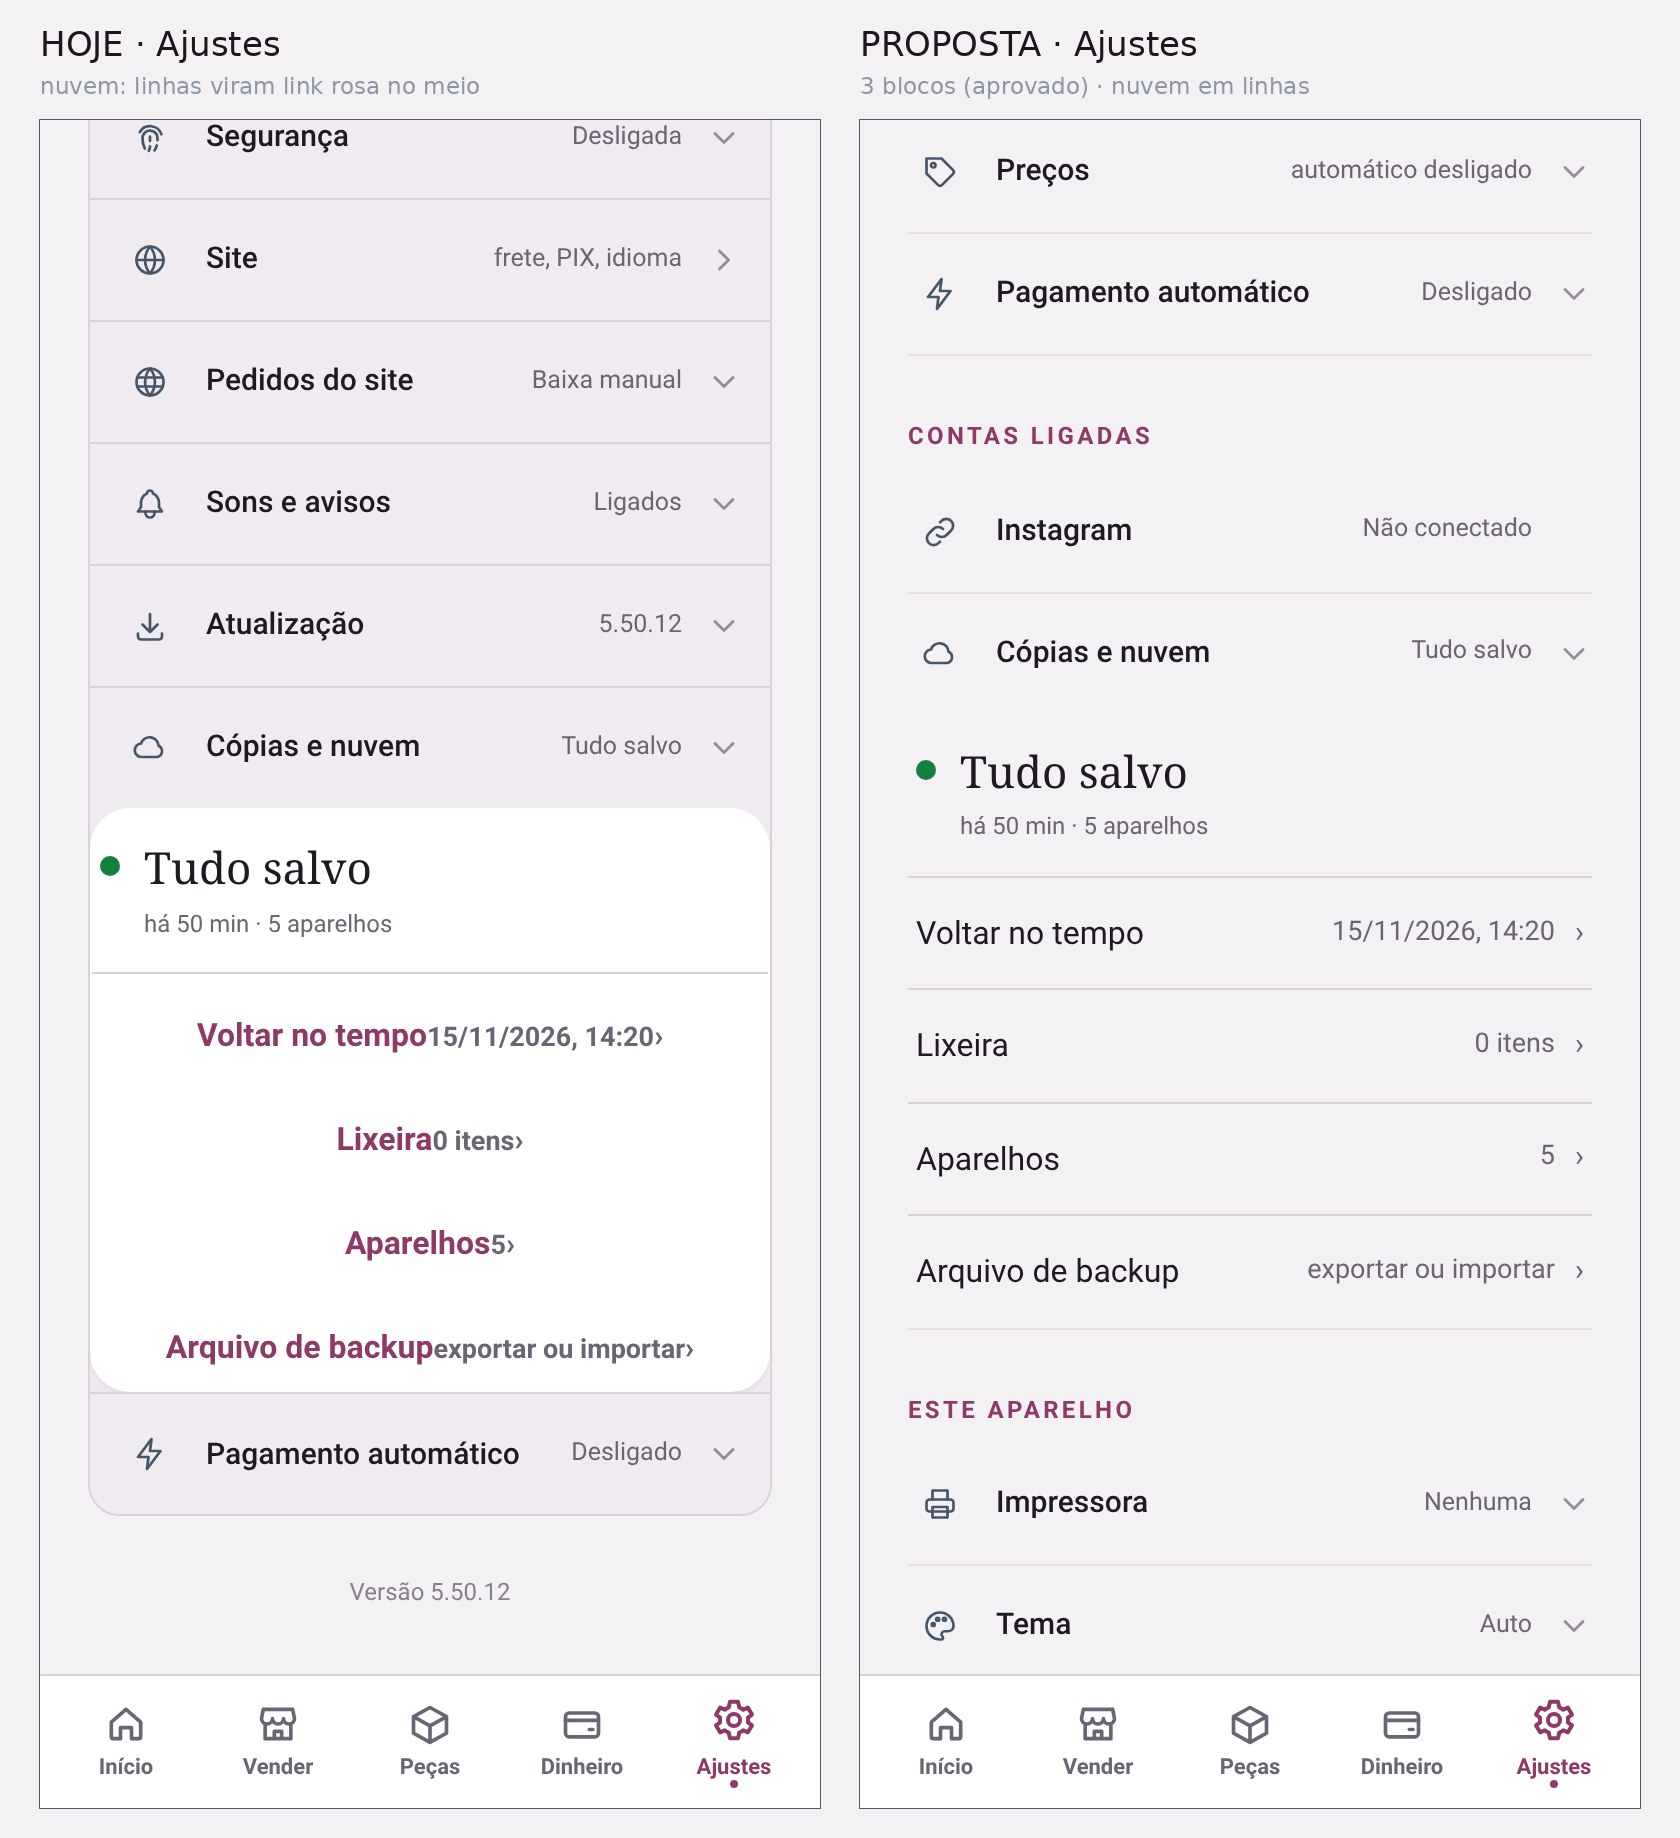 HOJE · Ajustes
nuvem: linhas viram link rosa no meio
Segurança Desligada
Site frete, PIX, idioma
Pedidos do site Baixa manual
Sons e avisos Ligados
Atualização 5.50.12
Cópias e nuvem Tudo salvo
Tudo salvo
há 50 min · 5 aparelhos
Voltar no tempo15/11/2026, 14:20›
Lixeira0 itens›
Aparelhos5›
Arquivo de backupexportar ou importar›
Pagamento automático Desligado
Versão 5.50.12
Início Vender Peças Dinheiro Ajustes
PROPOSTA · Ajustes
3 blocos (aprovado) · nuvem em linhas
Preços automático desligado
Pagamento automático Desligado
CONTAS LIGADAS
Instagram Não conectado
Cópias e nuvem Tudo salvo
Tudo salvo
há 50 min · 5 aparelhos
Voltar no tempo 15/11/2026, 14:20 ›
Lixeira 0 itens ›
Aparelhos 5 ›
Arquivo de backup exportar ou importar ›
ESTE APARELHO
Impressora Nenhuma
Tema Auto
Início Vender Peças Dinheiro Ajustes